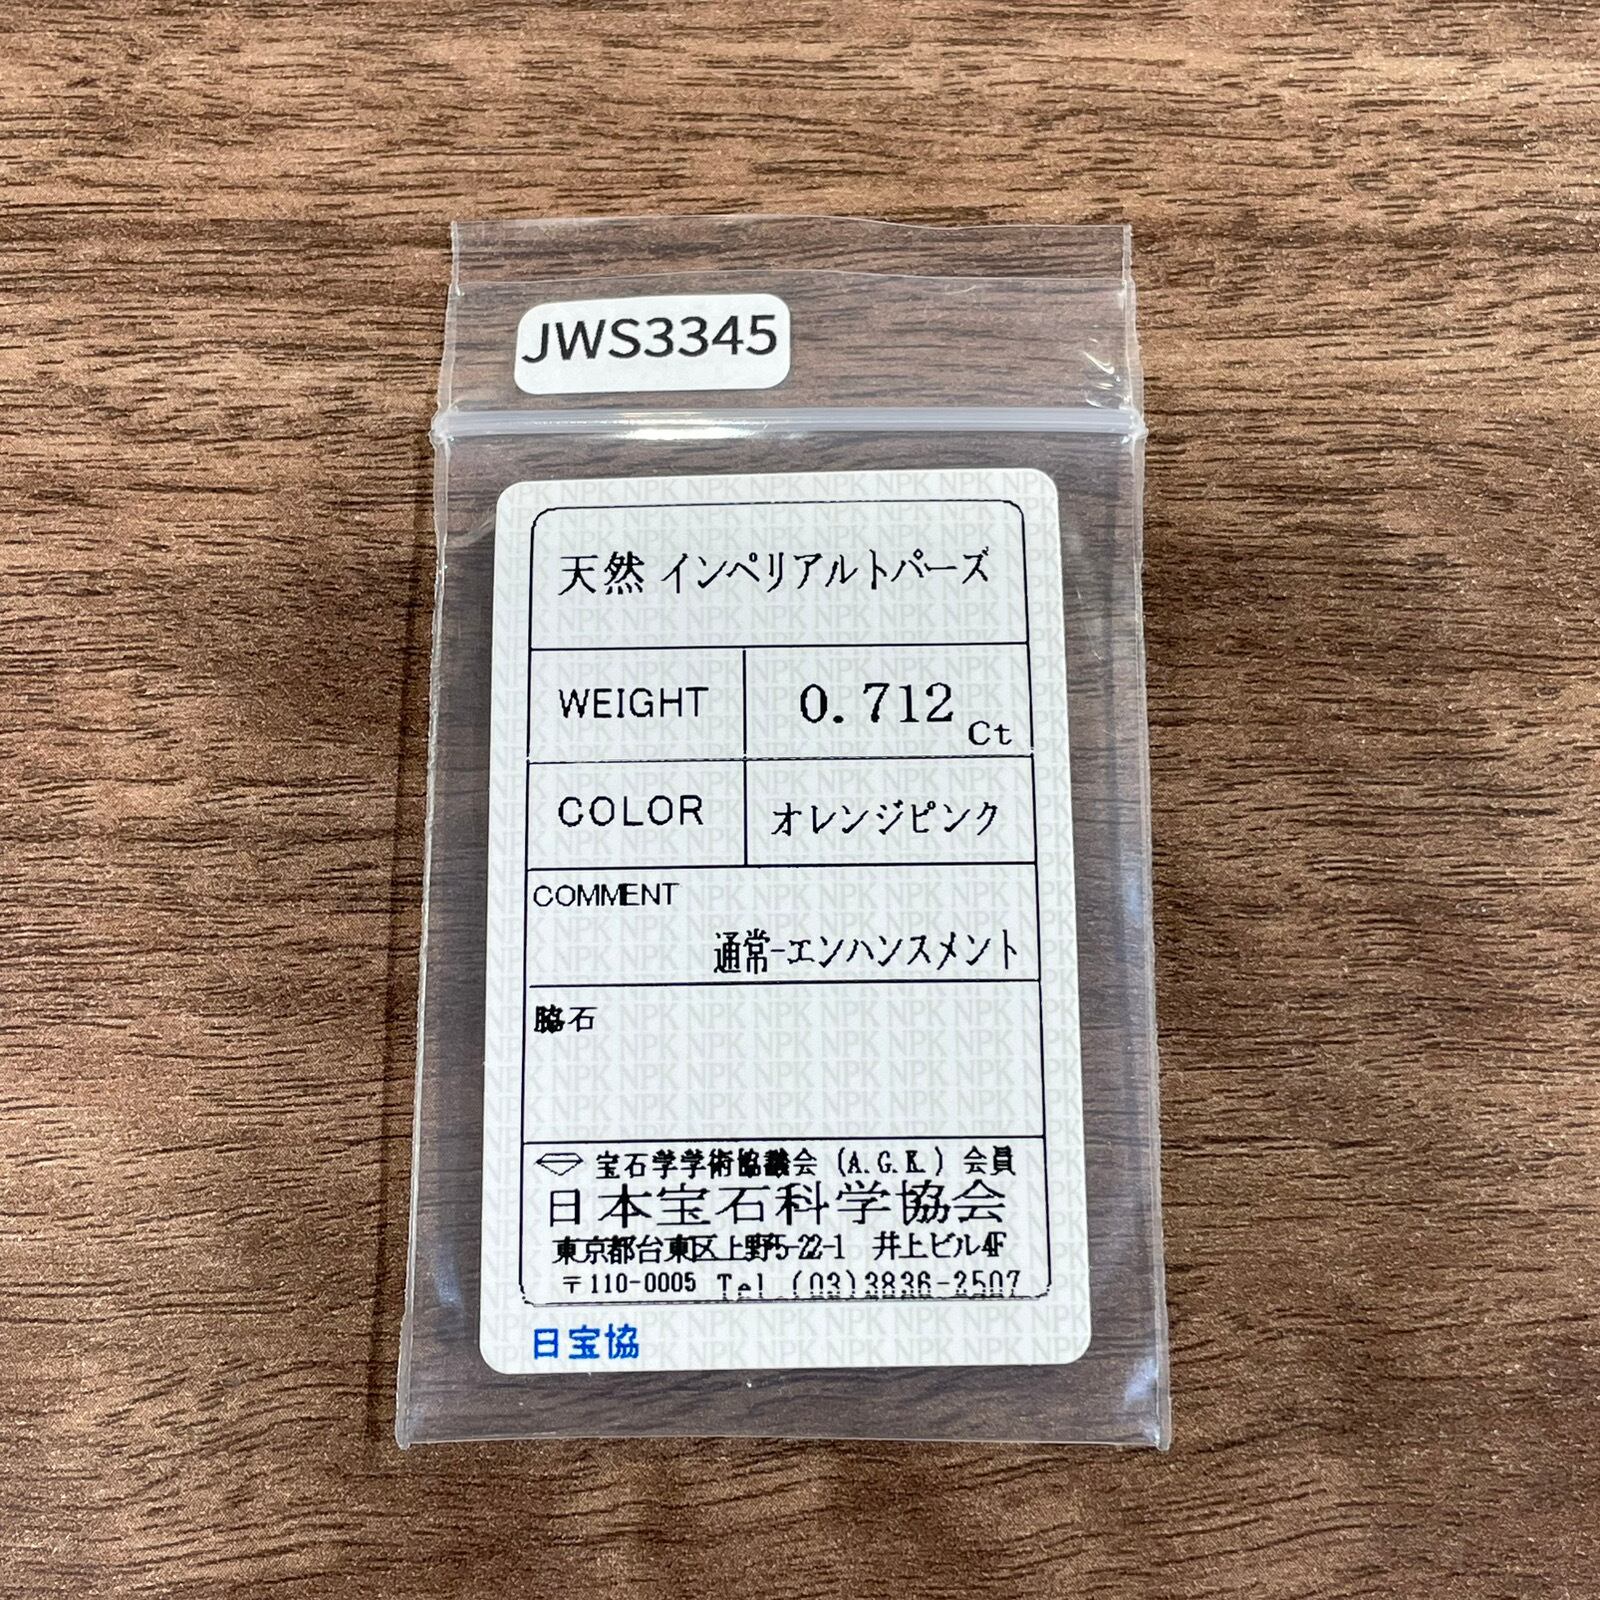 JWS3345
天然 インペリアルトパーズ
WEIGHT 0.712 Ct
COLOR オレンジピンク
COMMENT
通常-エンハンスメント
脇石
宝石学学術協議会 (A.G.K.) 会員
日本宝石科学協会
東京都台東区上野5-22-1 井上ビル4F
〒110-0005 Tel.(03)3836-2507
日宝協